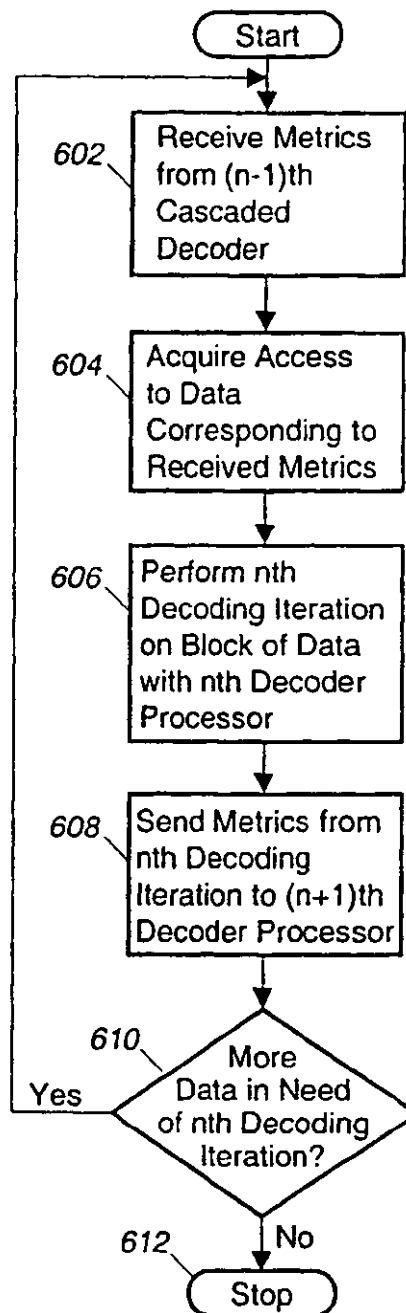 Start
602
Receive Metrics
from (n-1)th
Cascaded
Decoder
604
Acquire Access
to Data
Corresponding to
Received Metrics
606
Perform nth
Decoding Iteration
on Block of Data
with nth Decoder
Processor
608
Send Metrics from
nth Decoding
Iteration to (n+1)th
Decoder Processor
610
More
Data in Need
of nth Decoding
Iteration?
Yes
No
612
Stop